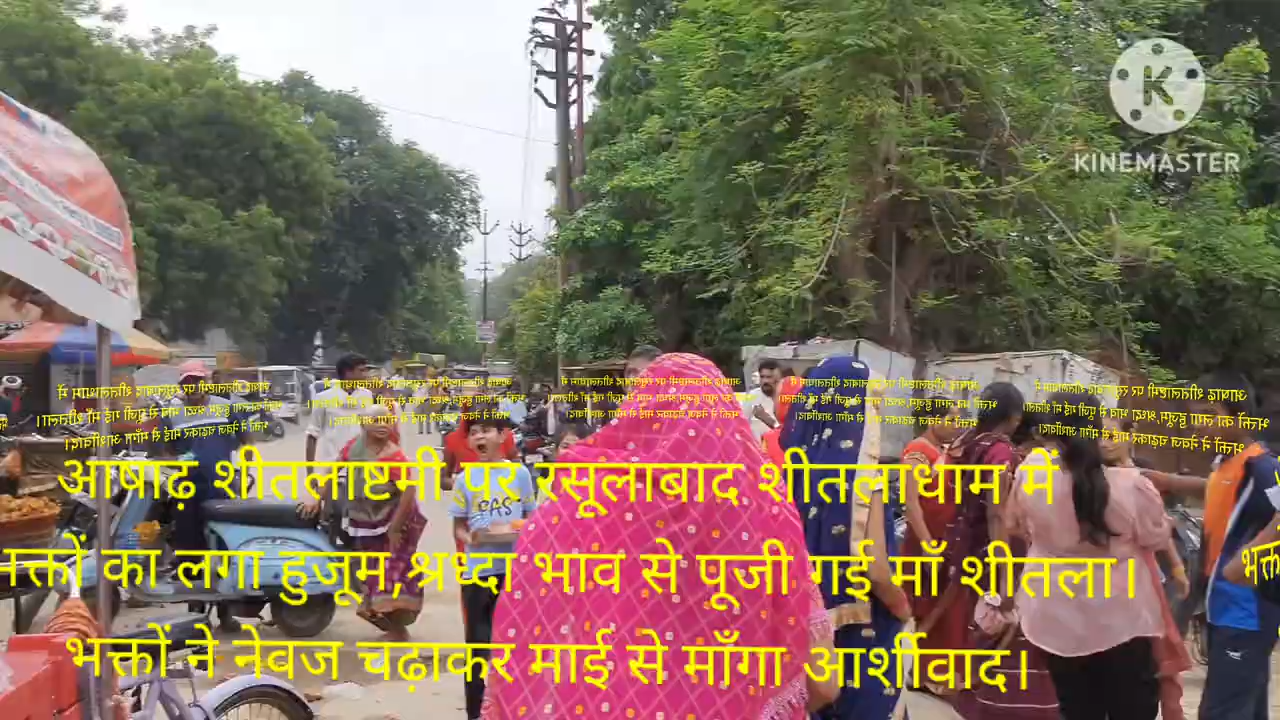 K
KINEMASTER
आषाढ़ शीतलाष्टमी पर रसूलाबाद शीतलाधाम में
भक्तों का लगा हुजूम,श्रध्दा भाव से पूजी गई माँ शीतला।
भक्तों ने नेवज चढ़ाकर माई से माँगा आर्शीवाद।